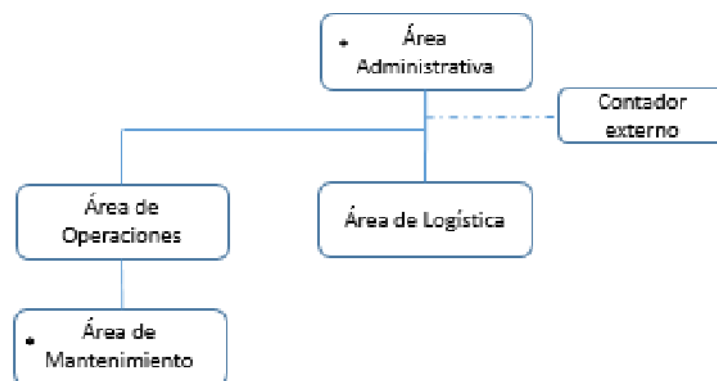 • Área
Administrativa
Contador
externo
Área de
Operaciones
Área de Logística
• Área de
Mantenimiento